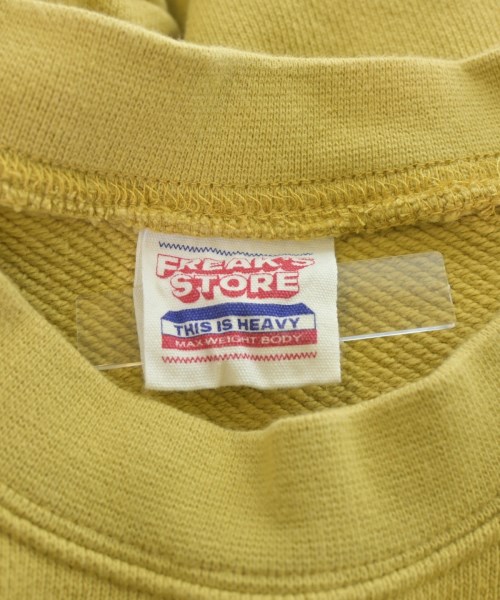 FREAK'S
STORE
THIS IS HEAVY
MAX WEIGHT BODY